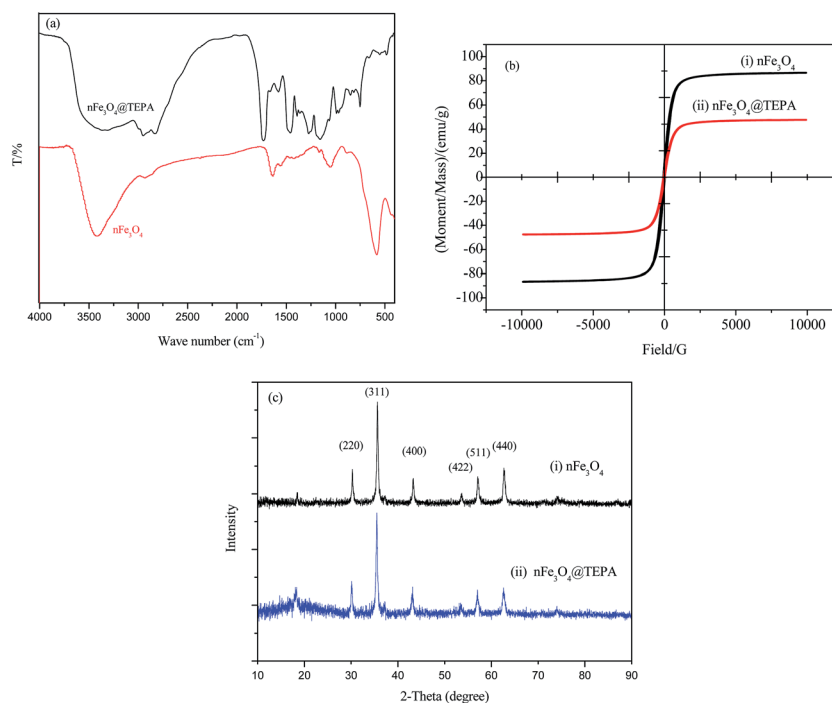 (a)
nFe3O4@TEPA
nFe3O4
T/%
4000 3500 3000 2500 2000 1500 1000 500
Wave number (cm-1)
(b)
(i) nFe3O4
(ii) nFe3O4@TEPA
(Moment/Mass)/(emu/g)
100
80
60
40
20
0
-20
-40
-60
-80
-100
-10000 -5000 0 5000 10000
Field/G
(c)
(311)
(220)
(400)
(422)
(511)
(440)
(i) nFe3O4
(ii) nFe3O4@TEPA
Intensity
10 20 30 40 50 60 70 80 90
2-Theta (degree)